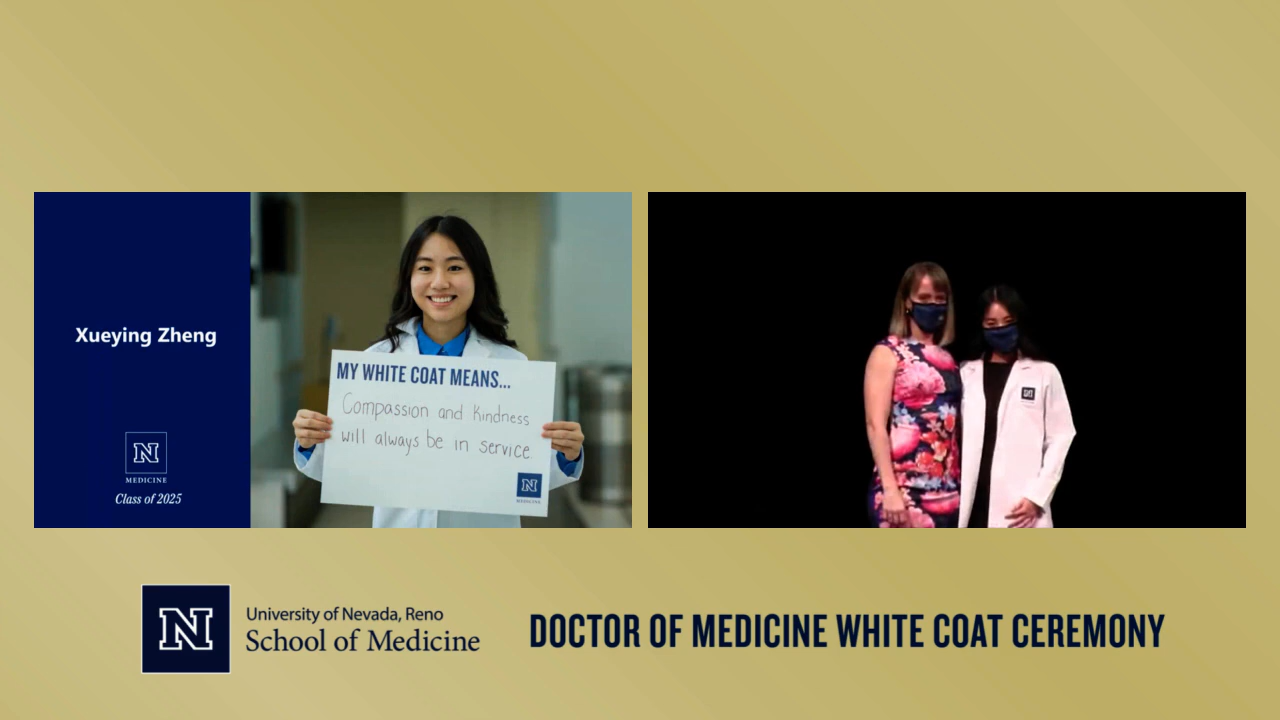 Xueying Zheng
N
MEDICINE
Class of 2025
MY WHITE COAT MEANS...
Compassion and Kindness
will always be in service
N
MEDICINE
N
N
University of Nevada, Reno
School of Medicine
DOCTOR OF MEDICINE WHITE COAT CEREMONY